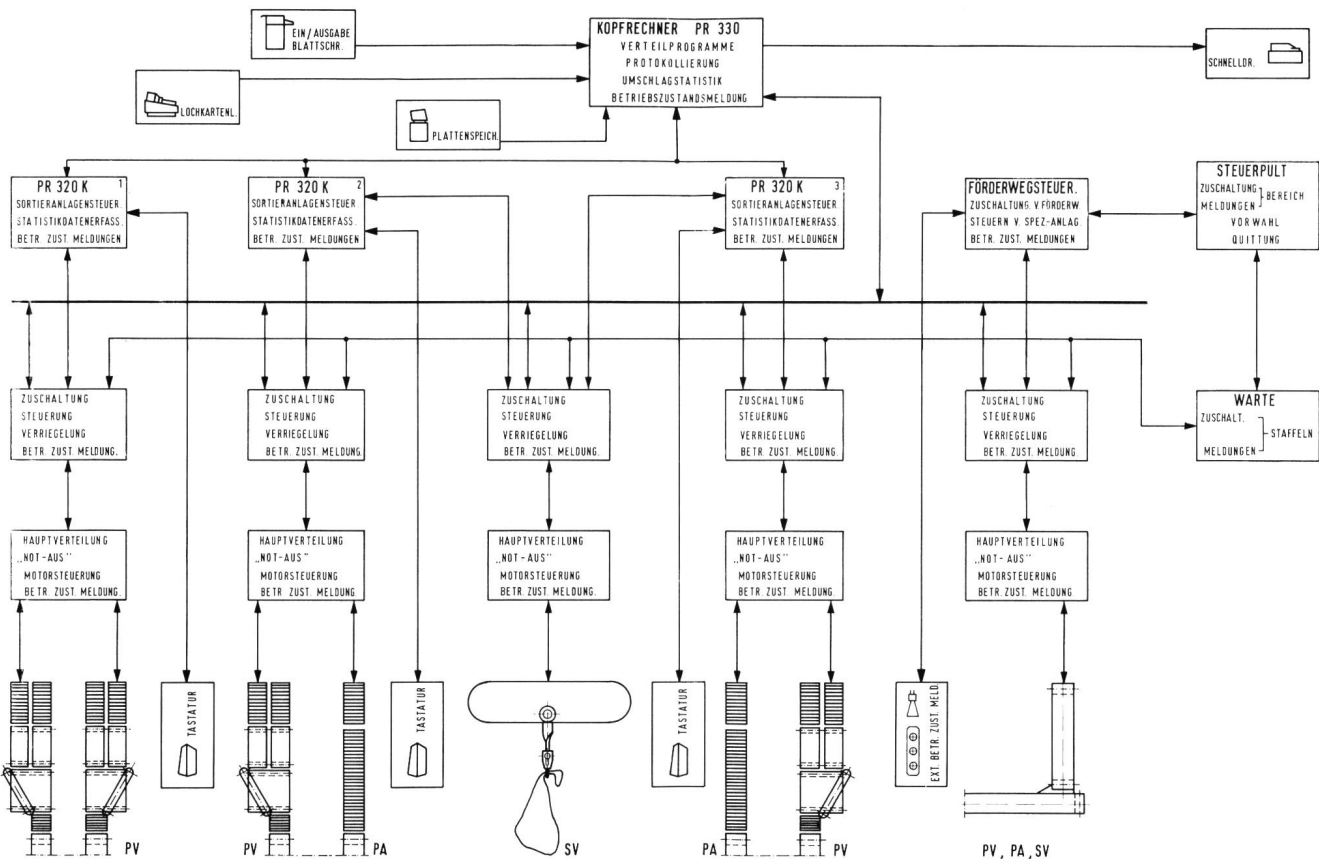 EIN/AUSGABE
BLATTSCHR.
KOPFRECHNER PR 330
VERTEILPROGRAMME
PROTOKOLLIERUNG
UMSCHLAGSTATISTIK
BETRIEBSZUSTANDSMELDUNG
SCHNELLDR.
LOCHKARTENL.
PLATTENSPEICH.
PR 320 K 1
SORTIERANLAGENSTEUER.
STATISTIKDATENERFASS.
BETR. ZUST. MELDUNGEN
PR 320 K 2
SORTIERANLAGENSTEUER.
STATISTIKDATENERFASS.
BETR. ZUST. MELDUNGEN
PR 320 K 3
SORTIERANLAGENSTEUER.
STATISTIKDATENERFASS.
BETR. ZUST. MELDUNGEN
FÖRDERWEGSTEUER.
ZUSCHALTUNG. V. FÖRDERW.
STEUERN V. SPEZ-ANLAG.
BETR. ZUST. MELDUNGEN
STEUERPULT
ZUSCHALTUNG
MELDUNGEN
BEREICH
VORWAHL
QUITTUNG
ZUSCHALTUNG
STEUERUNG
VERRIEGELUNG
BETR. ZUST. MELDUNG.
ZUSCHALTUNG
STEUERUNG
VERRIEGELUNG
BETR. ZUST. MELDUNG.
ZUSCHALTUNG
STEUERUNG
VERRIEGELUNG
BETR. ZUST. MELDUNG.
ZUSCHALTUNG
STEUERUNG
VERRIEGELUNG
BETR. ZUST. MELDUNG.
ZUSCHALTUNG
STEUERUNG
VERRIEGELUNG
BETR. ZUST. MELDUNG.
WARTE
ZUSCHALT.
STAFFELN
MELDUNGEN
HAUPTVERTEILUNG
„NOT-AUS"
MOTORSTEUERUNG
BETR. ZUST. MELDUNG.
HAUPTVERTEILUNG
„NOT-AUS"
MOTORSTEUERUNG
BETR. ZUST. MELDUNG.
HAUPTVERTEILUNG
„NOT-AUS"
MOTORSTEUERUNG
BETR. ZUST. MELDUNG.
HAUPTVERTEILUNG
„NOT-AUS"
MOTORSTEUERUNG
BETR. ZUST. MELDUNG.
HAUPTVERTEILUNG
„NOT-AUS"
MOTORSTEUERUNG
BETR. ZUST. MELDUNG
TASTATUR
TASTATUR
TASTATUR
EXT. BETR. ZUST. MELD.
PV
PV
PA
SV
PA
PV
PV, PA, SV